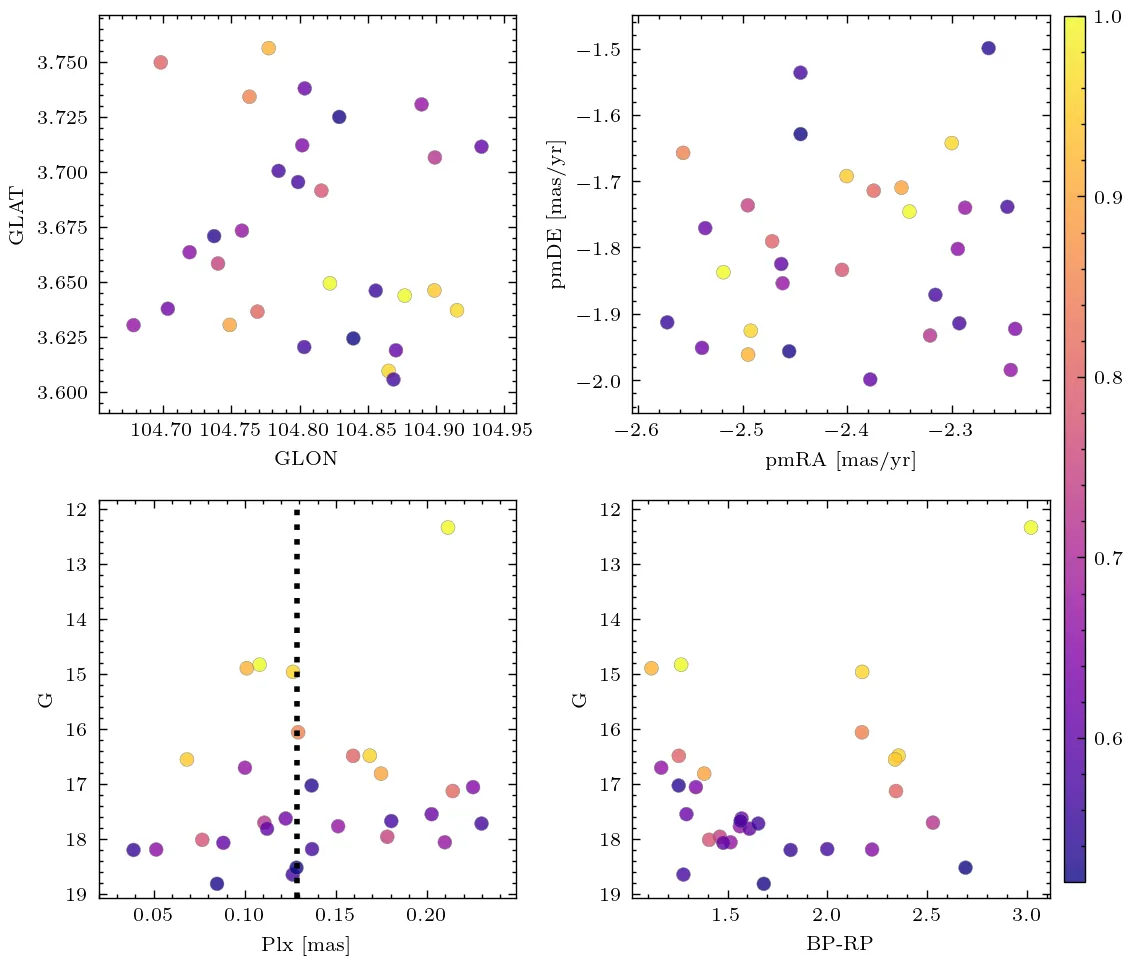 3.750
3.725
3.700
3.675
3.650
3.625
3.600
GLAT
104.70 104.75 104.80 104.85 104.90 104.95
GLON
−1.5
−1.6
−1.7
−1.8
−1.9
−2.0
pmDE [mas/yr]
−2.6 −2.5 −2.4 −2.3
pmRA [mas/yr]
12
13
14
15
16
17
18
19
G
0.05 0.10 0.15 0.20
Plx [mas]
12
13
14
15
16
17
18
19
G
1.5 2.0 2.5 3.0
BP-RP
1.0
0.9
0.8
0.7
0.6